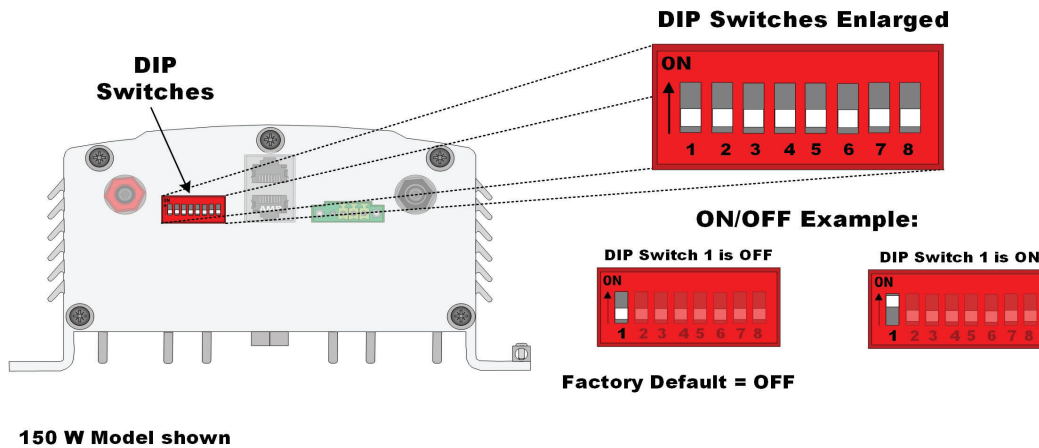 DIP Switches Enlarged
DIP
Switches
ON
1 2 3 4 5 6 7 8
AMP
ON/OFF Example:
DIP Switch 1 is OFF
ON
1 2 3 4 5 6 7 8
DIP Switch 1 is ON
ON
1 2 3 4 5 6 7 8
Factory Default = OFF
150 W Model shown